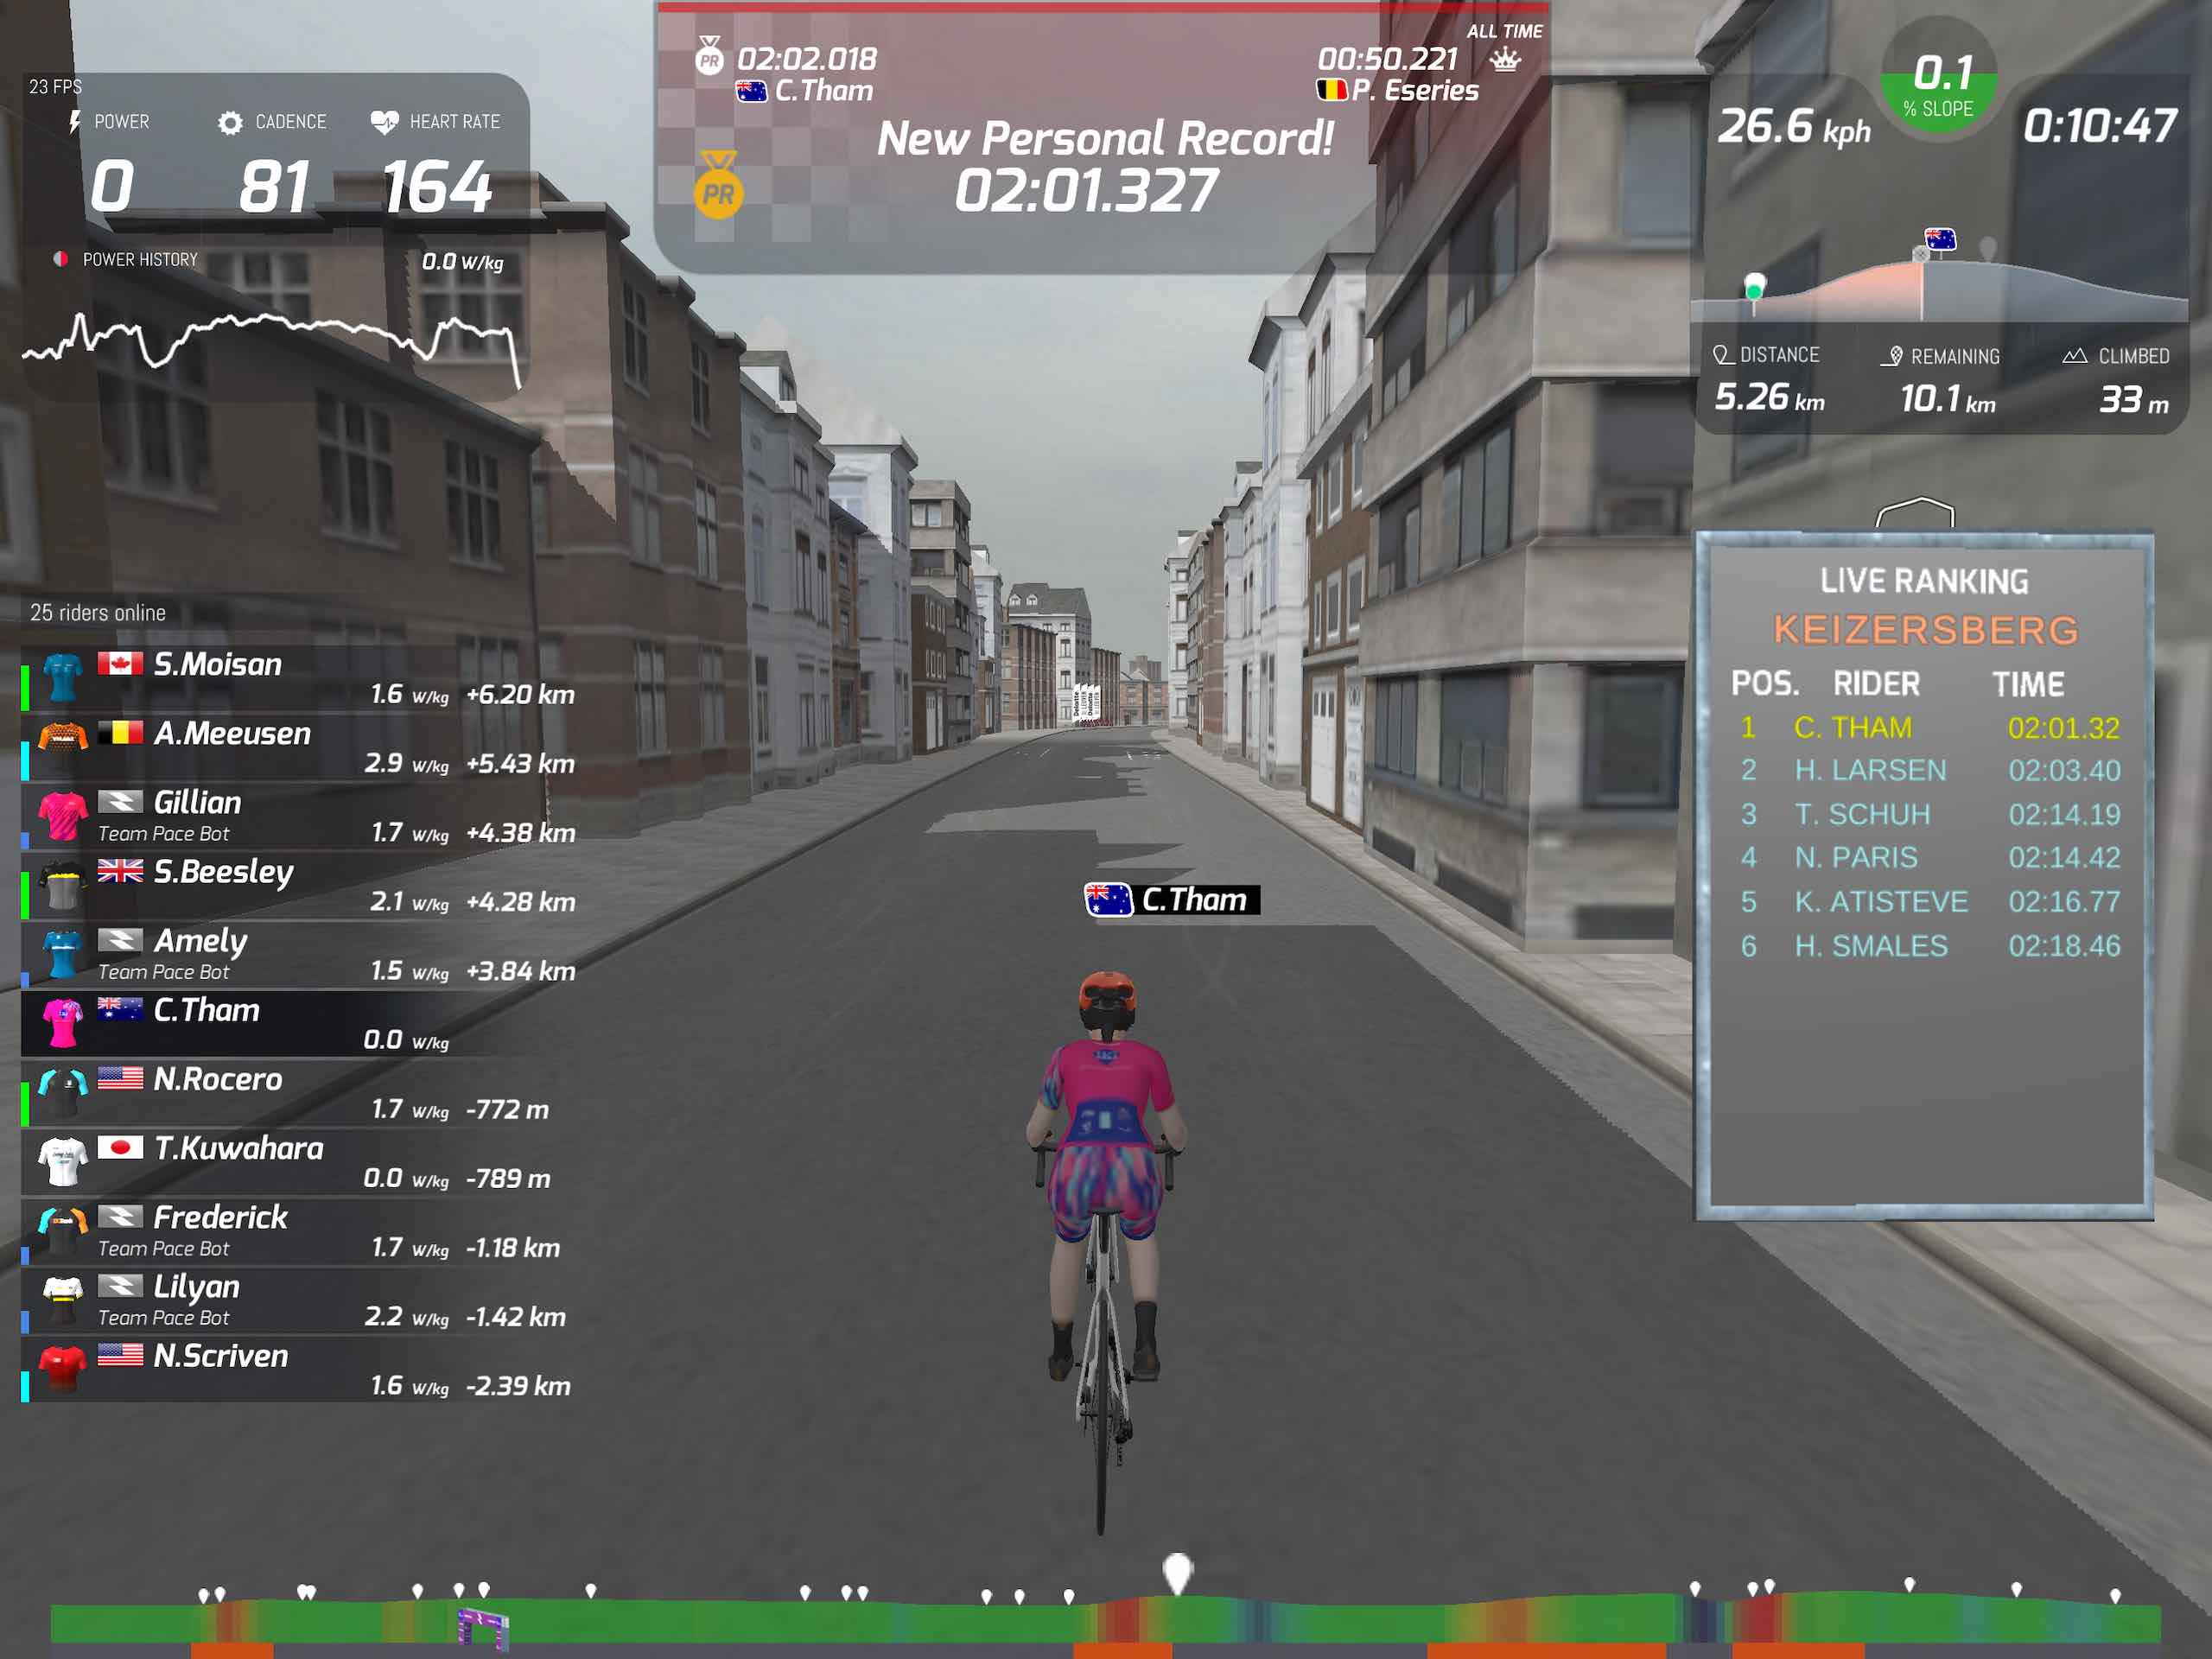 23 FPS
POWER CADENCE HEART RATE
0 81 164
POWER HISTORY 0.0 W/kg
ALL TIME
PR 02:02.018 00:50.221
C.Tham P. Eseries
New Personal Record!
PR 02:01.327
0.1
% SLOPE
26.6 kph 0:10:47
DISTANCE REMAINING CLIMBED
5.26 km 10.1 km 33 m
25 riders online
S.Moisan
1.6 W/kg +6.20 km
A.Meeusen
2.9 W/kg +5.43 km
Gillian
Team Pace Bot 1.7 W/kg +4.38 km
S.Beesley
2.1 W/kg +4.28 km
Amely
Team Pace Bot 1.5 W/kg +3.84 km
C.Tham
0.0 W/kg
N.Rocero
1.7 W/kg -772 m
T.Kuwahara
0.0 W/kg -789 m
Frederick
Team Pace Bot 1.7 W/kg -1.18 km
Lilyan
Team Pace Bot 2.2 W/kg -1.42 km
N.Scriven
1.6 W/kg -2.39 km
C.Tham
LIVE RANKING
KEIZERSBERG
POS. RIDER TIME
1 C. THAM 02:01.32
2 H. LARSEN 02:03.40
3 T. SCHUH 02:14.19
4 N. PARIS 02:14.42
5 K. ATISTEVE 02:16.77
6 H. SMALES 02:18.46